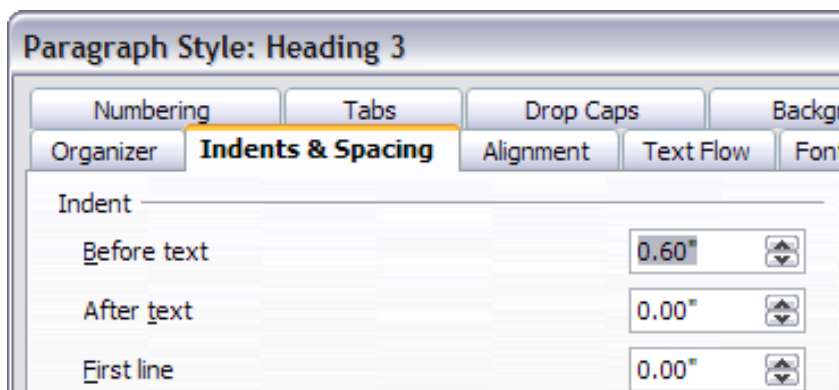 Paragraph Style: Heading 3
Numbering Tabs Drop Caps
Organizer Indents & Spacing Alignment Text Flow
Indent
Before text 0.60"
After text 0.00"
First line 0.00"